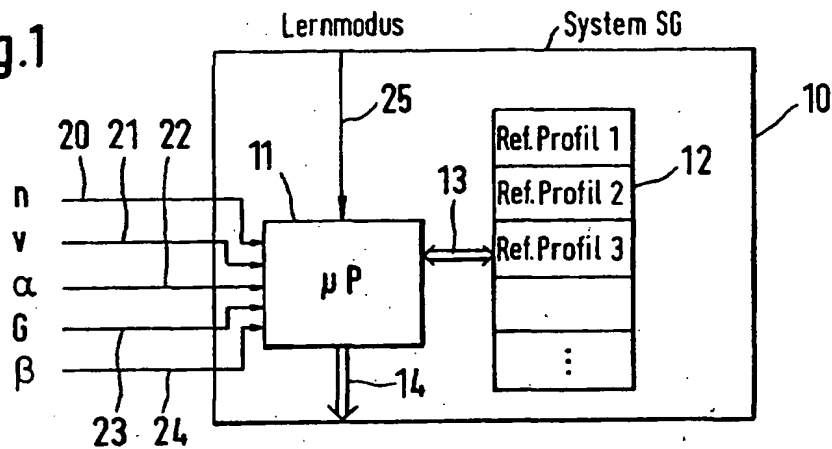 g.1
Lernmodus
System SG
10
25
20
21
22
11
Ref.Profil 1
12
n
Ref.Profil 2
13
v
Ref.Profil 3
α
μP
G
β
⋮
14
23
24